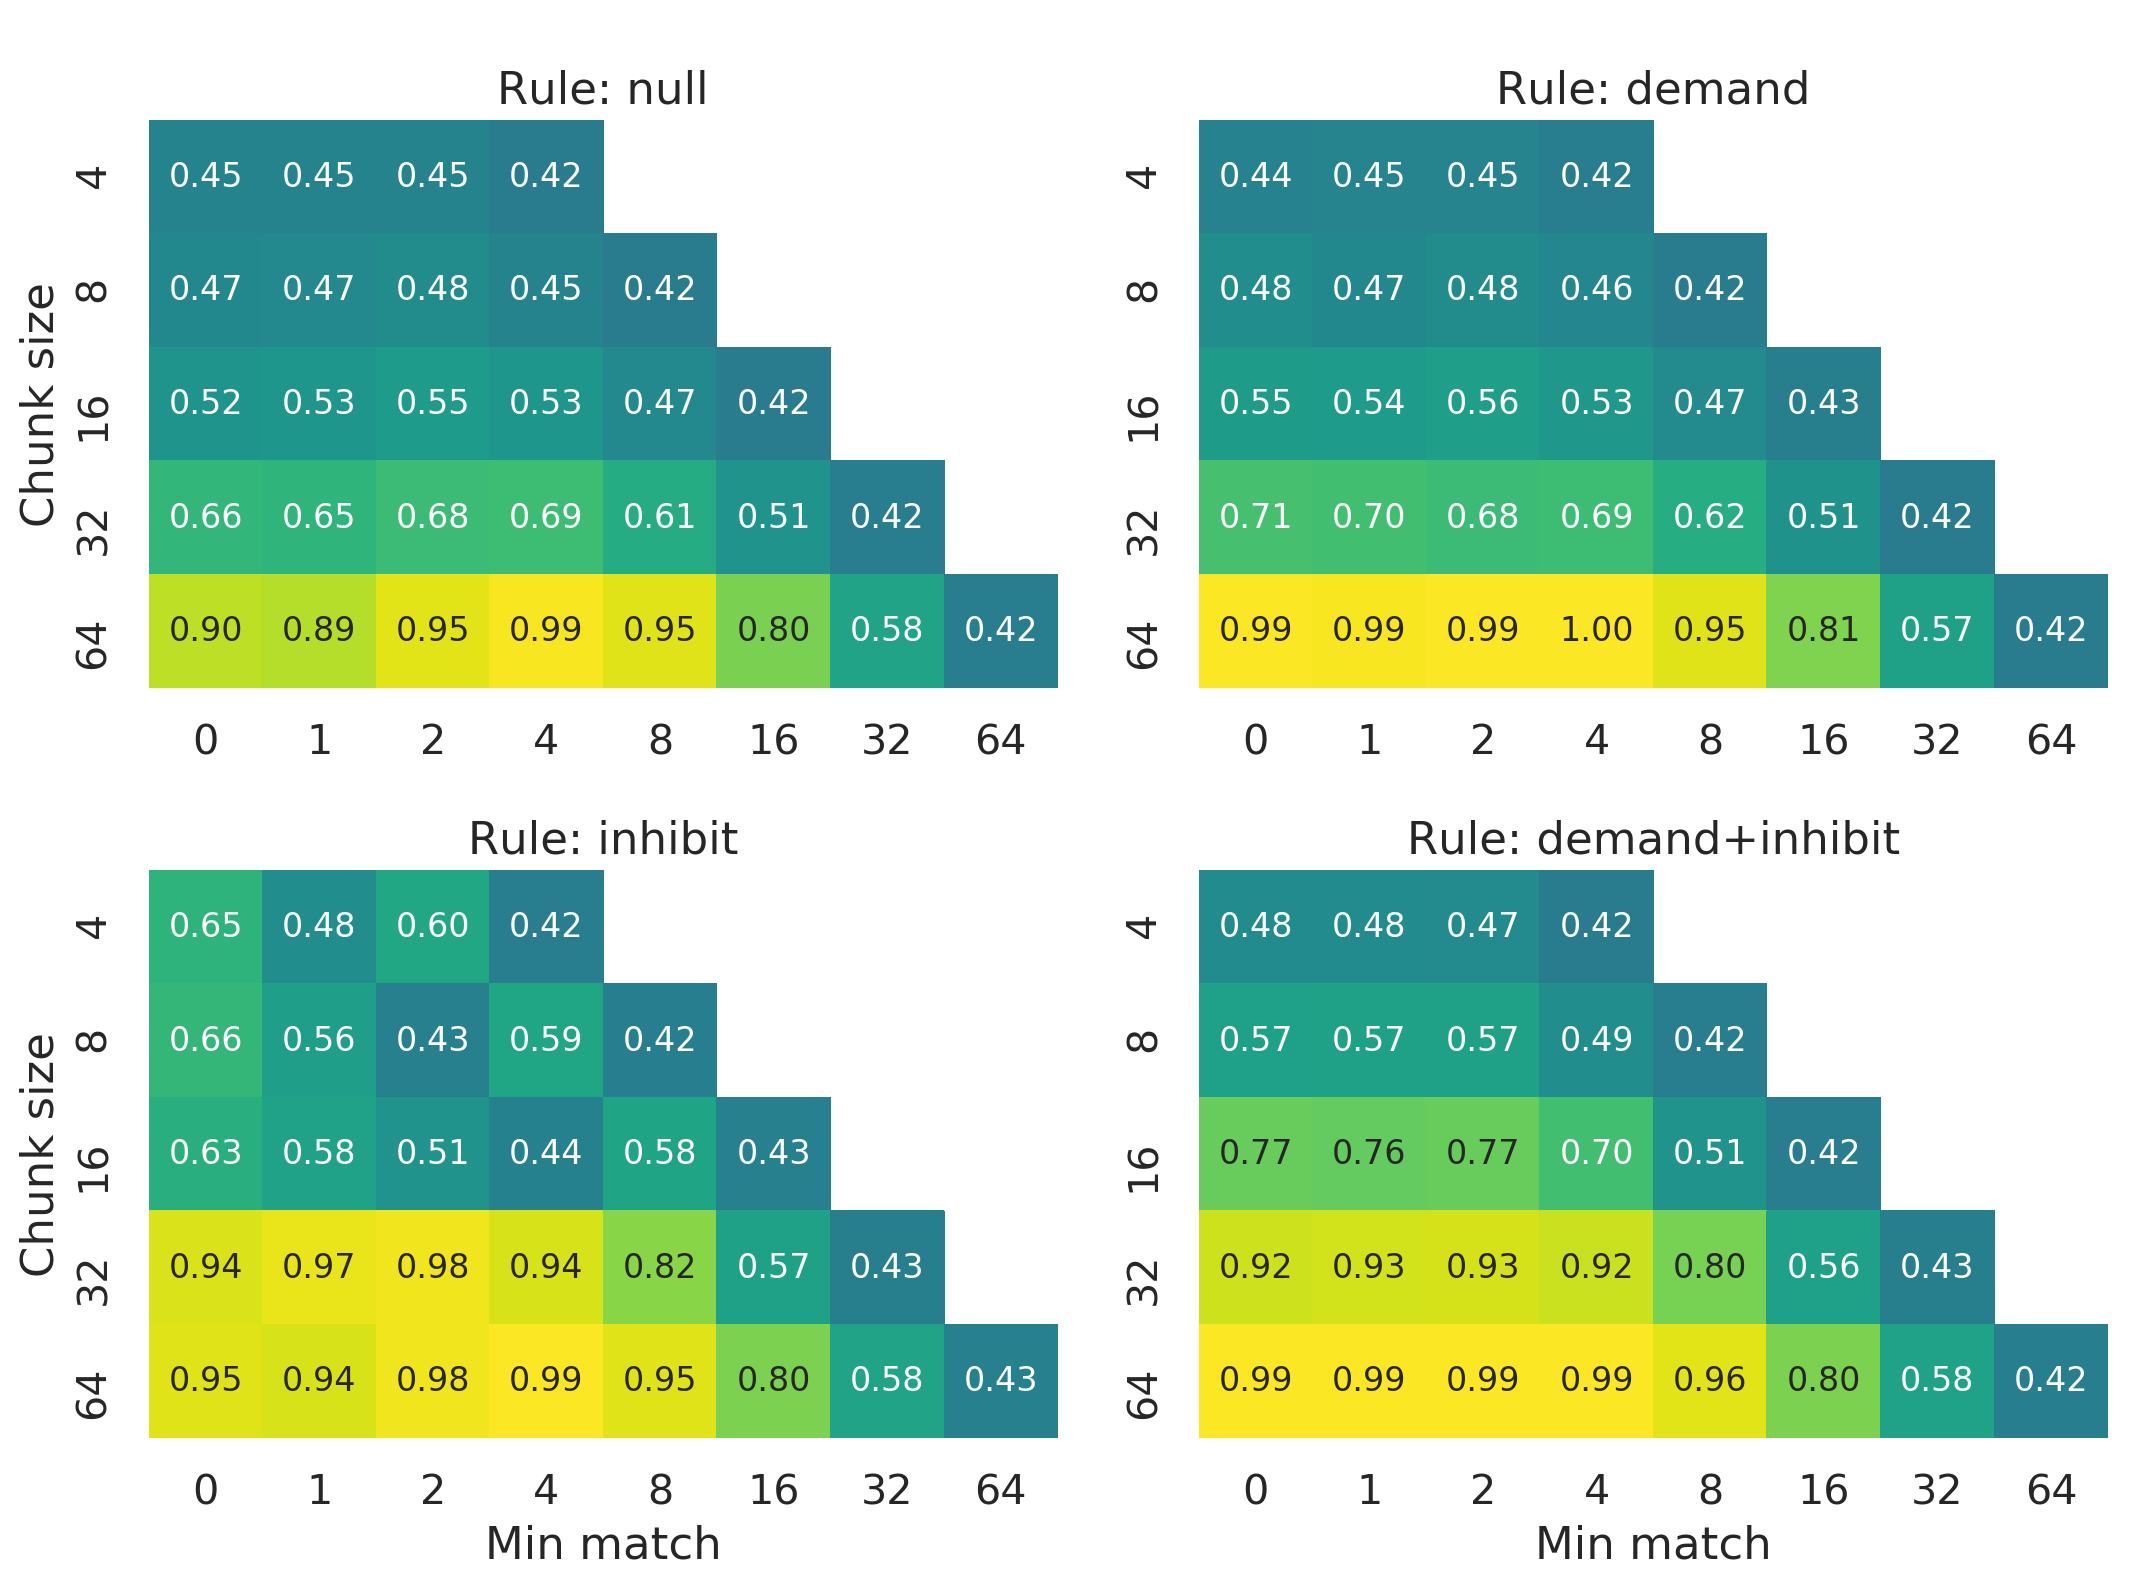 Rule: null
Chunk size
4 0.45 0.45 0.45 0.42
8 0.47 0.47 0.48 0.45 0.42
16 0.52 0.53 0.55 0.53 0.47 0.42
32 0.66 0.65 0.68 0.69 0.61 0.51 0.42
64 0.90 0.89 0.95 0.99 0.95 0.80 0.58 0.42
0 1 2 4 8 16 32 64
Rule: demand
4 0.44 0.45 0.45 0.42
8 0.48 0.47 0.48 0.46 0.42
16 0.55 0.54 0.56 0.53 0.47 0.43
32 0.71 0.70 0.68 0.69 0.62 0.51 0.42
64 0.99 0.99 0.99 1.00 0.95 0.81 0.57 0.42
0 1 2 4 8 16 32 64
Rule: inhibit
Chunk size
4 0.65 0.48 0.60 0.42
8 0.66 0.56 0.43 0.59 0.42
16 0.63 0.58 0.51 0.44 0.58 0.43
32 0.94 0.97 0.98 0.94 0.82 0.57 0.43
64 0.95 0.94 0.98 0.99 0.95 0.80 0.58 0.43
0 1 2 4 8 16 32 64
Min match
Rule: demand+inhibit
4 0.48 0.48 0.47 0.42
8 0.57 0.57 0.57 0.49 0.42
16 0.77 0.76 0.77 0.70 0.51 0.42
32 0.92 0.93 0.93 0.92 0.80 0.56 0.43
64 0.99 0.99 0.99 0.99 0.96 0.80 0.58 0.42
0 1 2 4 8 16 32 64
Min match